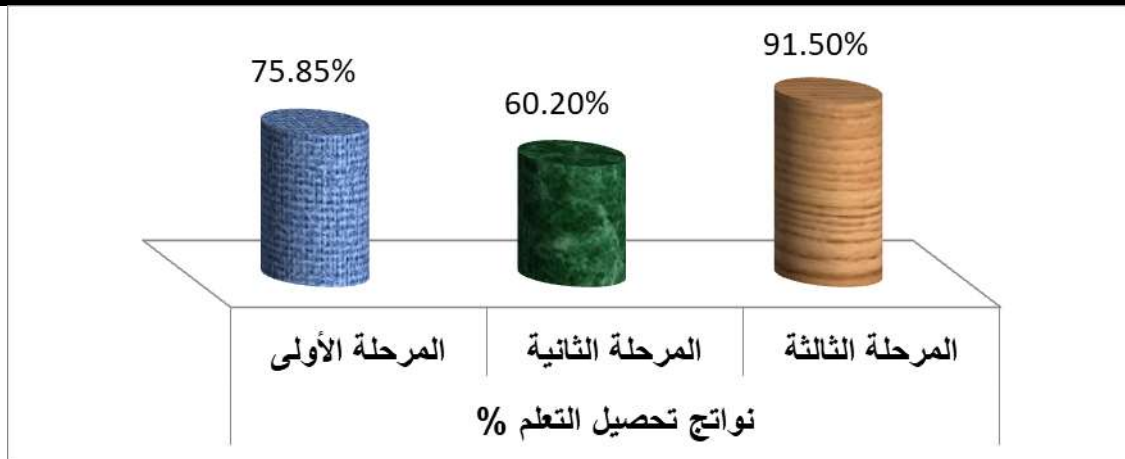 91.50%
75.85%
60.20%
المرحلة الأولى
المرحلة الثانية
المرحلة الثالثة
نواتج تحصيل التعلم %